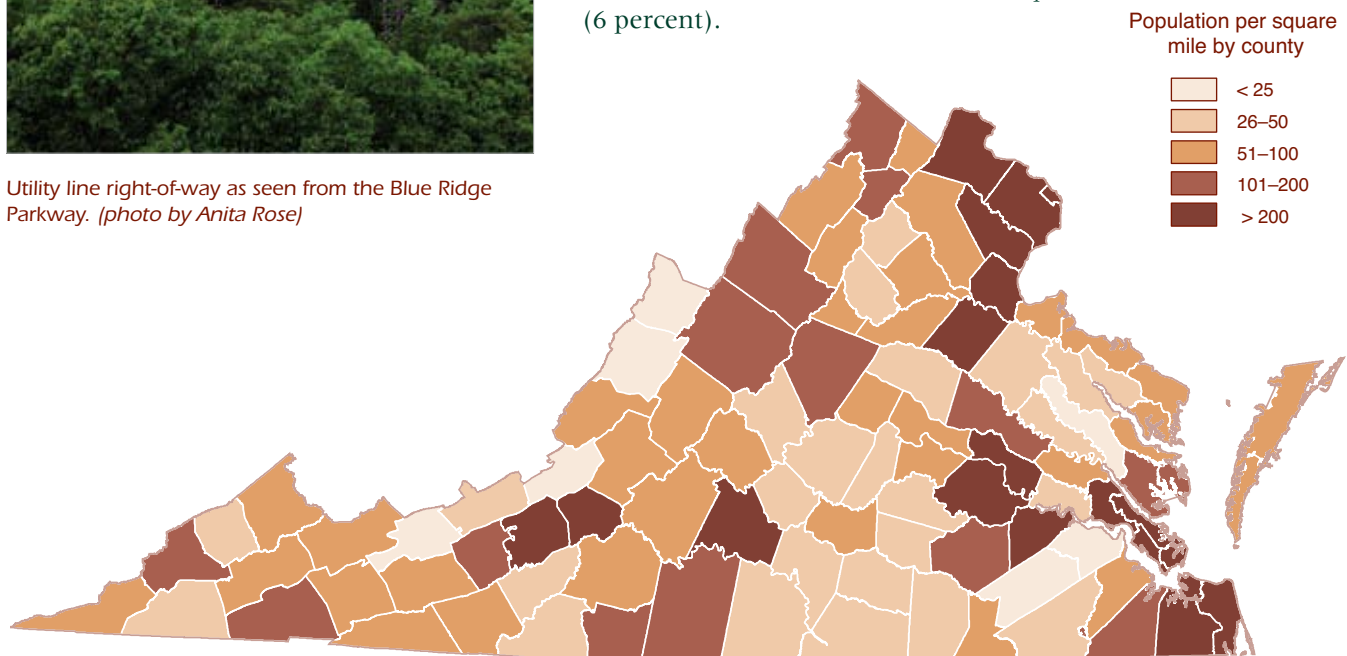 (6 percent).
Utility line right-of-way as seen from the Blue Ridge
Parkway. (photo by Anita Rose)
Population per square
mile by county
< 25
26–50
51–100
101–200
> 200